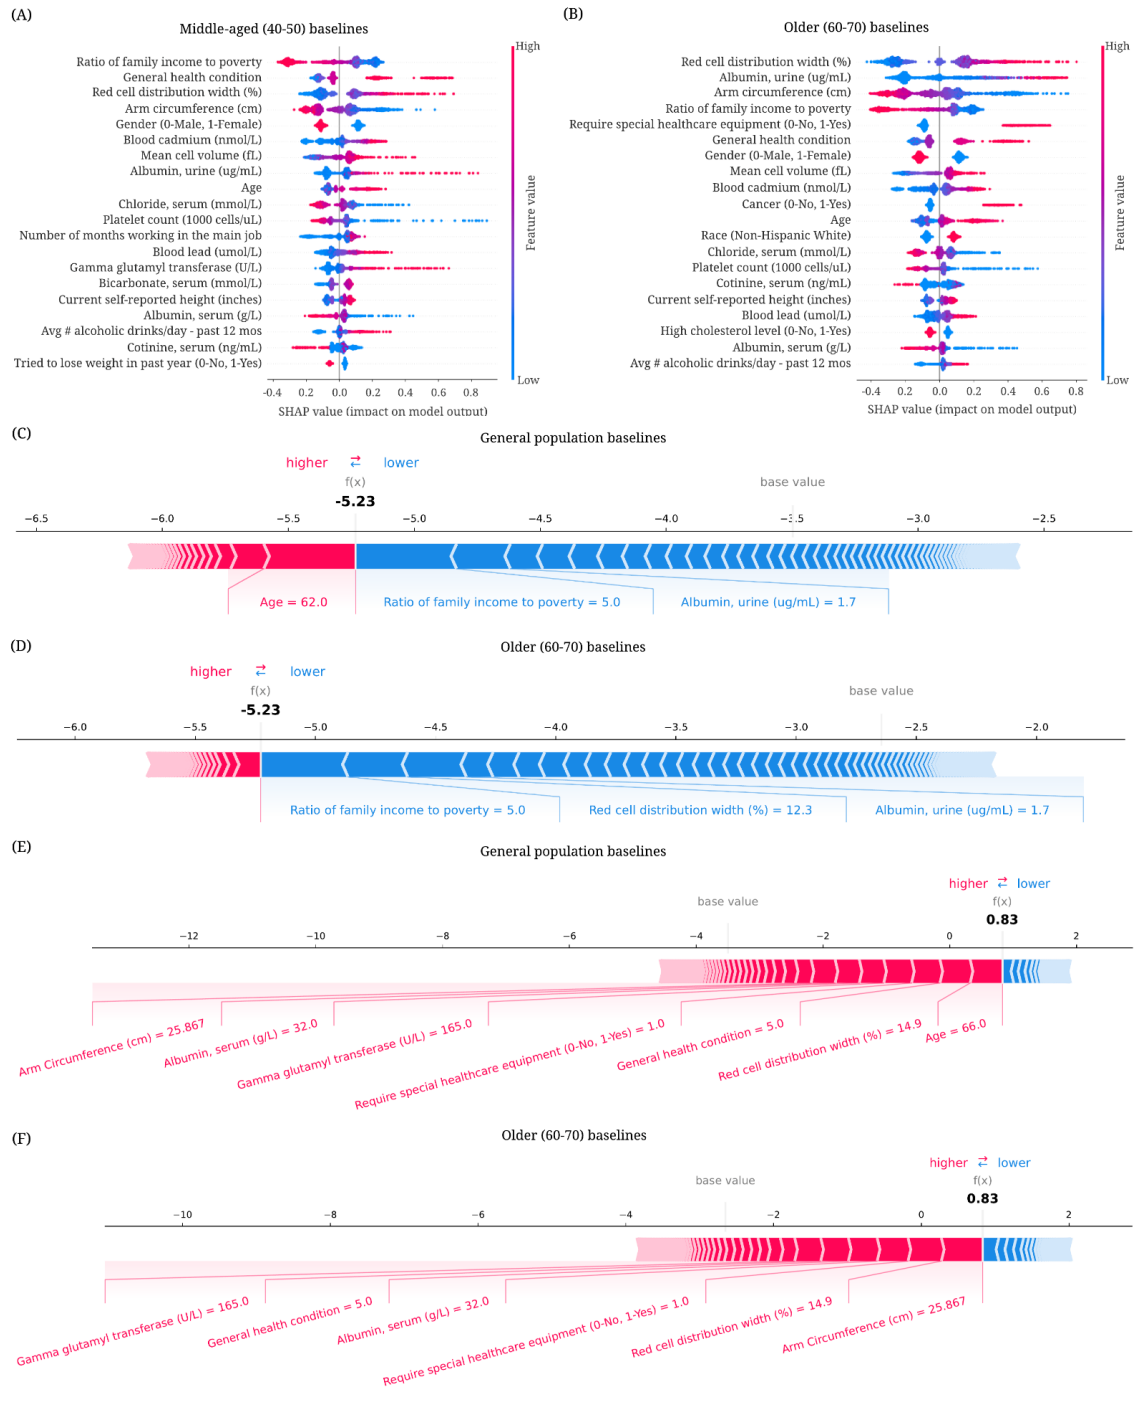 (A)
Middle-aged (40-50) baselines
Ratio of family income to poverty
General health condition
Red cell distribution width (%)
Arm circumference (cm)
Gender (0-Male, 1-Female)
Blood cadmium (nmol/L)
Mean cell volume (fL)
Albumin, urine (ug/mL)
Age
Chloride, serum (mmol/L)
Platelet count (1000 cells/uL)
Number of months working in the main job
Blood lead (umol/L)
Gamma glutamyl transferase (U/L)
Bicarbonate, serum (mmol/L)
Current self-reported height (inches)
Albumin, serum (g/L)
Avg # alcoholic drinks/day - past 12 mos
Cotinine, serum (ng/mL)
Tried to lose weight in past year (0-No, 1-Yes)
-0.4 -0.2 0.0 0.2 0.4 0.6 0.8
SHAP value (impact on model output)
High
Feature value
Low
(B)
Older (60-70) baselines
Red cell distribution width (%)
Albumin, urine (ug/mL)
Arm circumference (cm)
Ratio of family income to poverty
Require special healthcare equipment (0-No, 1-Yes)
General health condition
Gender (0-Male, 1-Female)
Mean cell volume (fL)
Blood cadmium (nmol/L)
Cancer (0-No, 1-Yes)
Age
Race (Non-Hispanic White)
Chloride, serum (mmol/L)
Platelet count (1000 cells/uL)
Cotinine, serum (ng/mL)
Current self-reported height (inches)
Blood lead (umol/L)
High cholesterol level (0-No, 1-Yes)
Albumin, serum (g/L)
Avg # alcoholic drinks/day - past 12 mos
-0.4 -0.2 0.0 0.2 0.4 0.6 0.8
SHAP value (impact on model output)
High
Feature value
Low
(C)
General population baselines
higher ⇄ lower
f(x)
base value
-5.23
−6.5 −6.0 −5.5 −5.0 −4.5 −4.0 −3.5 −3.0 −2.5
Age = 62.0
Ratio of family income to poverty = 5.0
Albumin, urine (ug/mL) = 1.7
(D)
Older (60-70) baselines
higher ⇄ lower
f(x)
base value
-5.23
−6.0 −5.5 −5.0 −4.5 −4.0 −3.5 −3.0 −2.5 −2.0
Ratio of family income to poverty = 5.0
Red cell distribution width (%) = 12.3
Albumin, urine (ug/mL) = 1.7
(E)
General population baselines
higher ⇄ lower
base value
f(x)
0.83
−12 −10 −8 −6 −4 −2 0 2
Arm Circumference (cm) = 25.867
Albumin, serum (g/L) = 32.0
Gamma glutamyl transferase (U/L) = 165.0
Require special healthcare equipment (0-No, 1-Yes) = 1.0
General health condition = 5.0
Red cell distribution width (%) = 14.9
Age = 66.0
(F)
Older (60-70) baselines
higher ⇄ lower
base value
f(x)
0.83
−10 −8 −6 −4 −2 0 2
Gamma glutamyl transferase (U/L) = 165.0
General health condition = 5.0
Albumin, serum (g/L) = 32.0
Require special healthcare equipment (0-No, 1-Yes) = 1.0
Red cell distribution width (%) = 14.9
Arm Circumference (cm) = 25.867